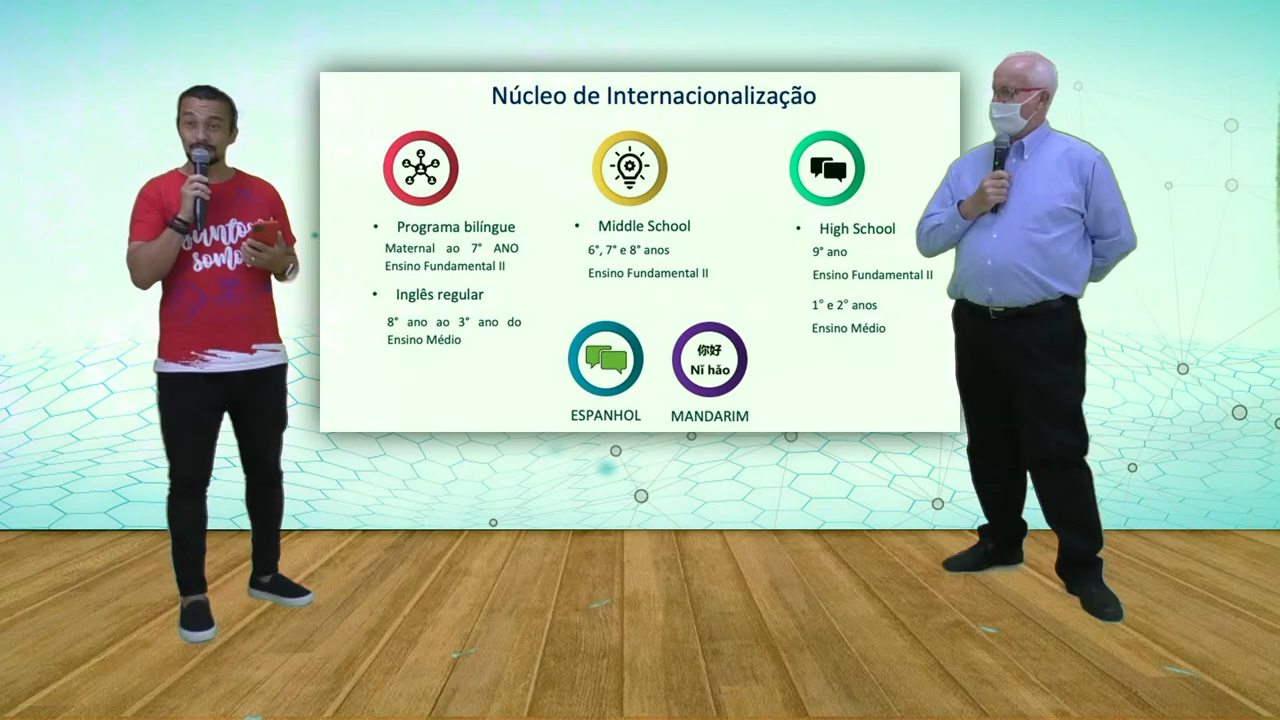 Núcleo de Internacionalização
• Programa bilíngue
Maternal ao 7° ANO
Ensino Fundamental II
• Inglês regular
8° ano ao 3° ano do
Ensino Médio
• Middle School
6°, 7° e 8° anos
Ensino Fundamental II
• High School
9° ano
Ensino Fundamental II
1° e 2° anos
Ensino Médio
你好
Nǐ hǎo
ESPANHOL
MANDARIM
juntos
somo